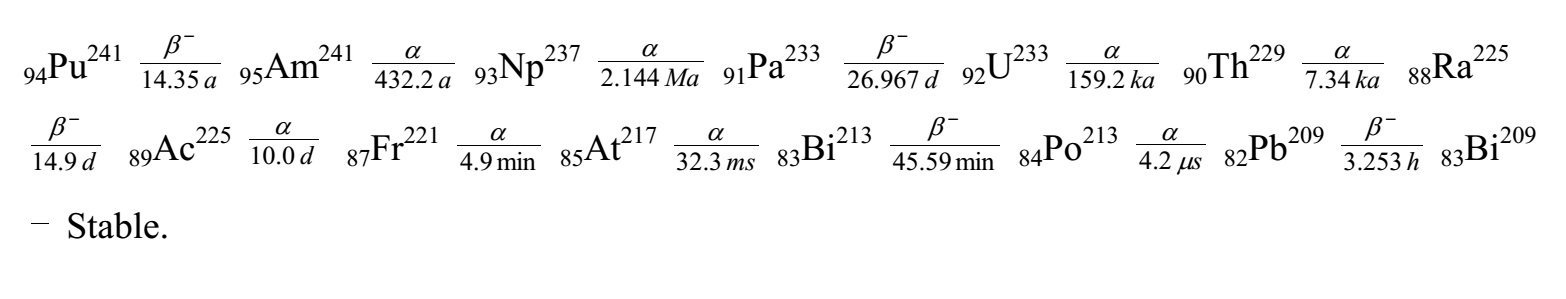 ₉₄Pu²⁴¹ β⁻/14.35 a ₉₅Am²⁴¹ α/432.2 a ₉₃Np²³⁷ α/2.144 Ma ₉₁Pa²³³ β⁻/26.967 d ₉₂U²³³ α/159.2 ka ₉₀Th²²⁹ α/7.34 ka ₈₈Ra²²⁵
β⁻/14.9 d ₈₉Ac²²⁵ α/10.0 d ₈₇Fr²²¹ α/4.9 min ₈₅At²¹⁷ α/32.3 ms ₈₃Bi²¹³ β⁻/45.59 min ₈₄Po²¹³ α/4.2 μs ₈₂Pb²⁰⁹ β⁻/3.253 h ₈₃Bi²⁰⁹
– Stable.